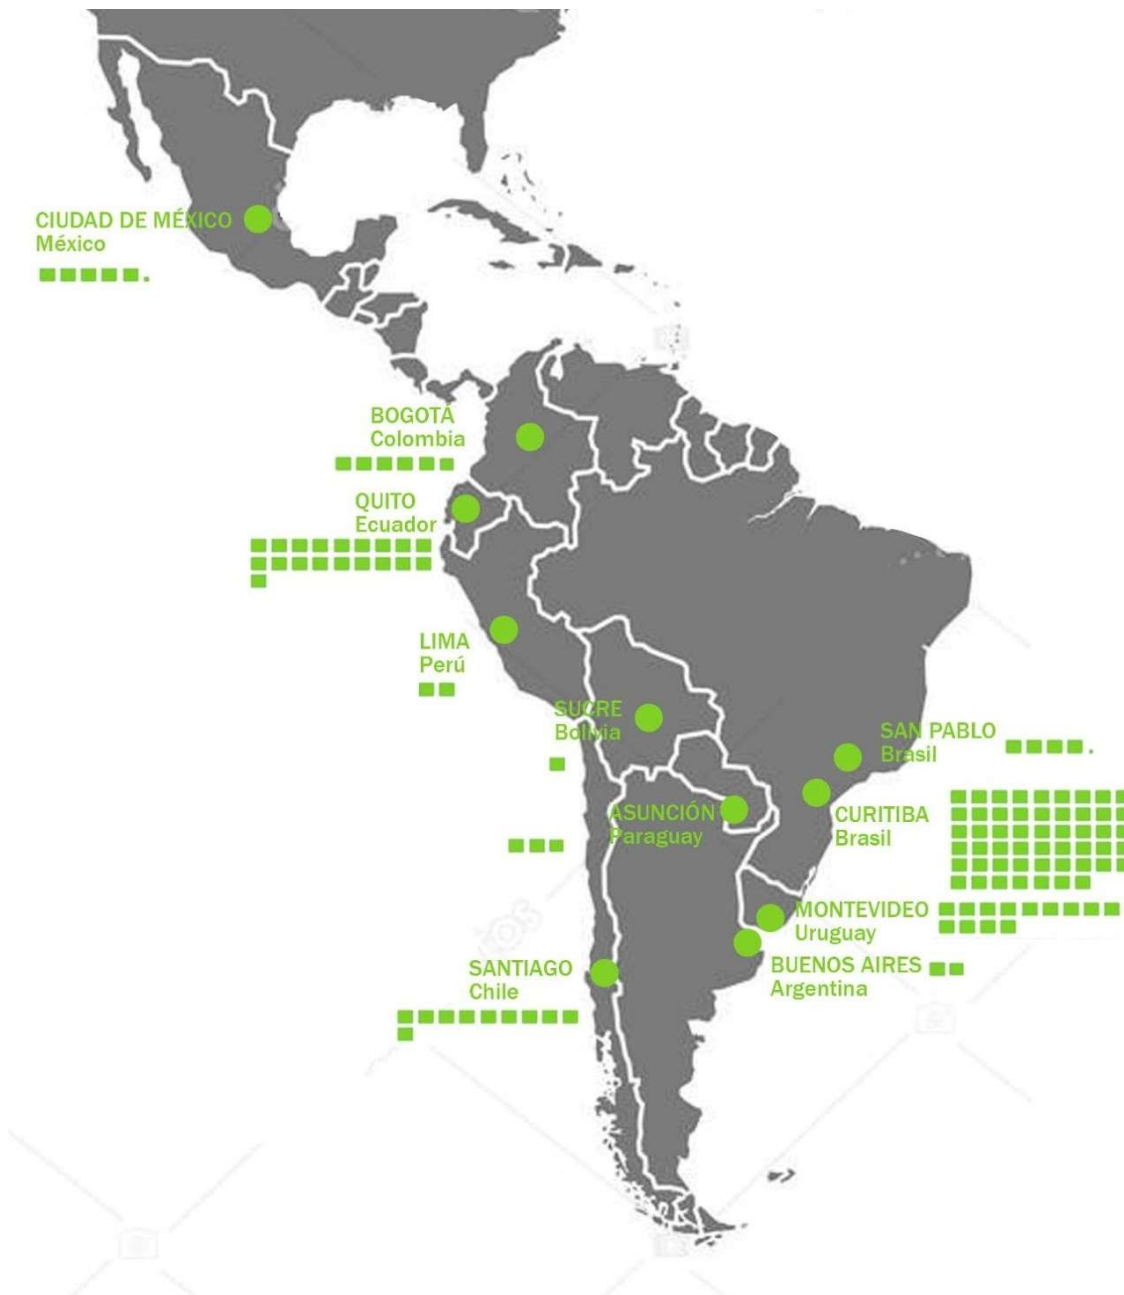 CIUDAD DE MÉXICO
México
BOGOTÁ
Colombia
QUITO
Ecuador
LIMA
Perú
SUCRE
Bolivia
SAN PABLO
Brasil
ASUNCIÓN
Paraguay
CURITIBA
Brasil
MONTEVIDEO
Uruguay
BUENOS AIRES
Argentina
SANTIAGO
Chile